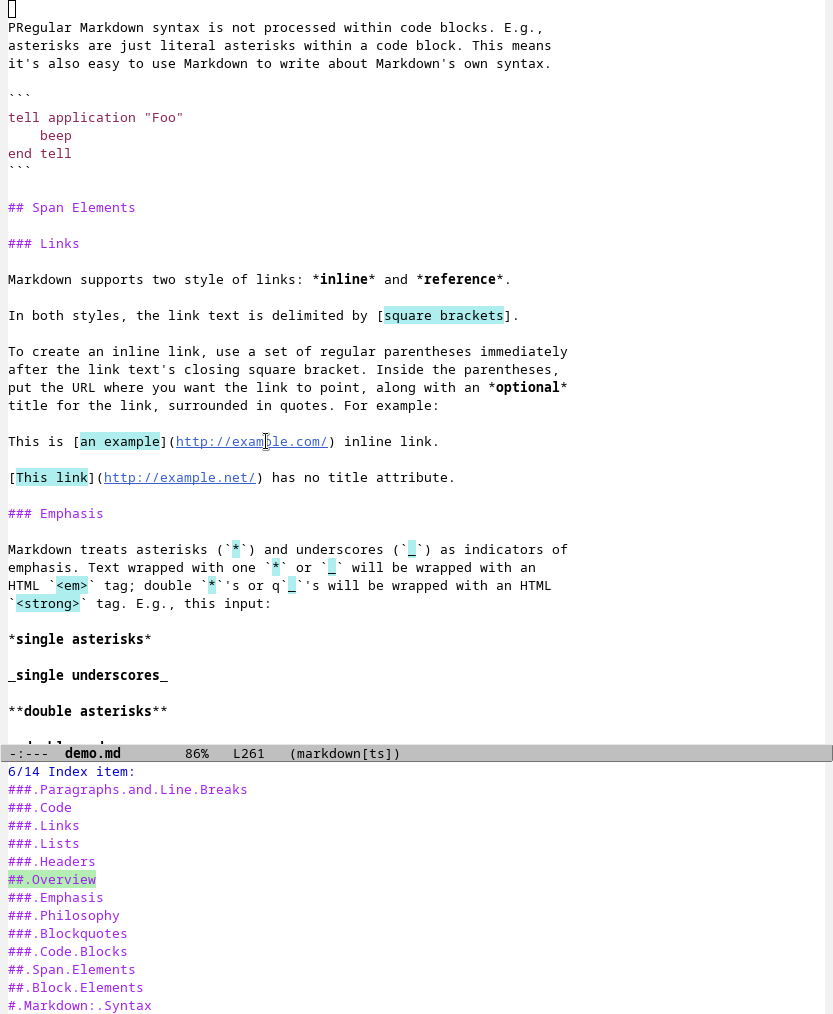 PRegular Markdown syntax is not processed within code blocks. E.g.,
asterisks are just literal asterisks within a code block. This means
it's also easy to use Markdown to write about Markdown's own syntax.
```
tell application "Foo"
    beep
end tell
```
## Span Elements
### Links
Markdown supports two style of links: *inline* and *reference*.
In both styles, the link text is delimited by [square brackets].
To create an inline link, use a set of regular parentheses immediately
after the link text's closing square bracket. Inside the parentheses,
put the URL where you want the link to point, along with an *optional*
title for the link, surrounded in quotes. For example:
This is [an example](http://example.com/) inline link.
[This link](http://example.net/) has no title attribute.
### Emphasis
Markdown treats asterisks (`*`) and underscores (`_`) as indicators of
emphasis. Text wrapped with one `*` or `_` will be wrapped with an
HTML `<em>` tag; double `*`'s or q`_`'s will be wrapped with an HTML
`<strong>` tag. E.g., this input:
*single asterisks*
_single underscores_
**double asterisks**
-:---  demo.md        86%   L261   (markdown[ts])
6/14 Index item:
###.Paragraphs.and.Line.Breaks
###.Code
###.Links
###.Lists
###.Headers
##.Overview
###.Emphasis
###.Philosophy
###.Blockquotes
###.Code.Blocks
##.Span.Elements
##.Block.Elements
#.Markdown:.Syntax